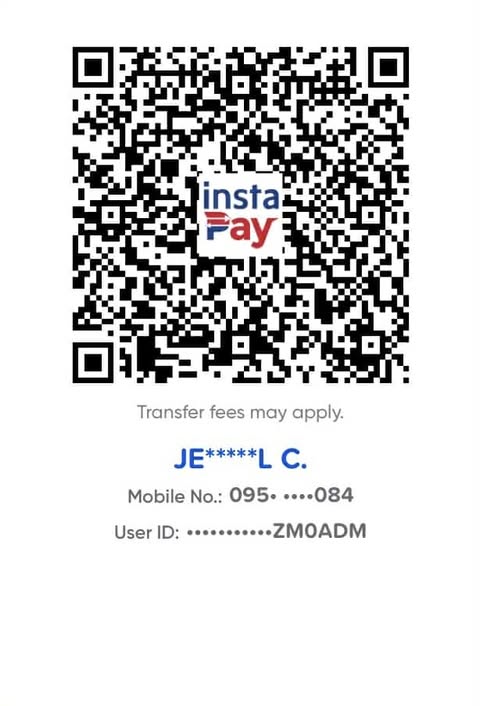 insta
Pay
Transfer fees may apply.
JE*****L C.
Mobile No.: 095• ••••084
User ID: •••••••••••ZM0ADM